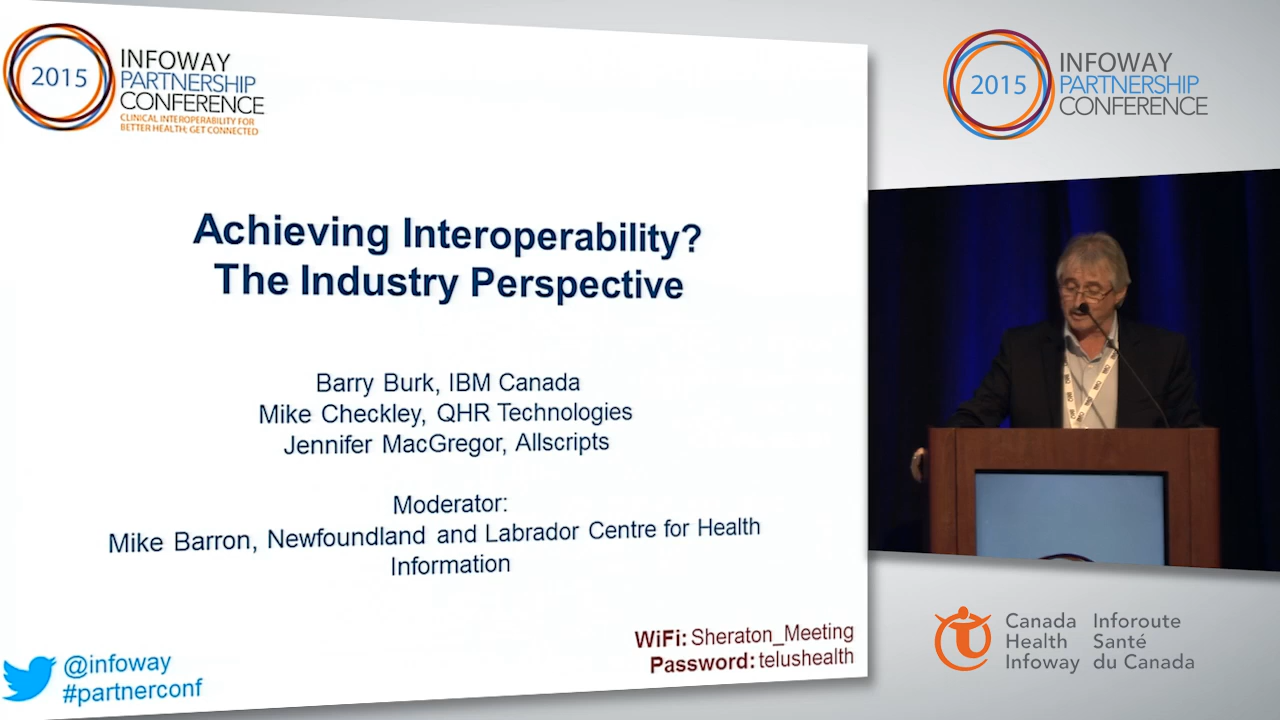 2015
INFOWAY
PARTNERSHIP
CONFERENCE
CLINICAL INTEROPERABILITY FOR
BETTER HEALTH; GET CONNECTED
Achieving Interoperability?
The Industry Perspective
Barry Burk, IBM Canada
Mike Checkley, QHR Technologies
Jennifer MacGregor, Allscripts
Moderator:
Mike Barron, Newfoundland and Labrador Centre for Health
Information
WiFi: Sheraton_Meeting
Password: telushealth
@infoway
#partnerconf
2015
INFOWAY
PARTNERSHIP
CONFERENCE
Canada
Health
Infoway
Inforoute
Santé
du Canada